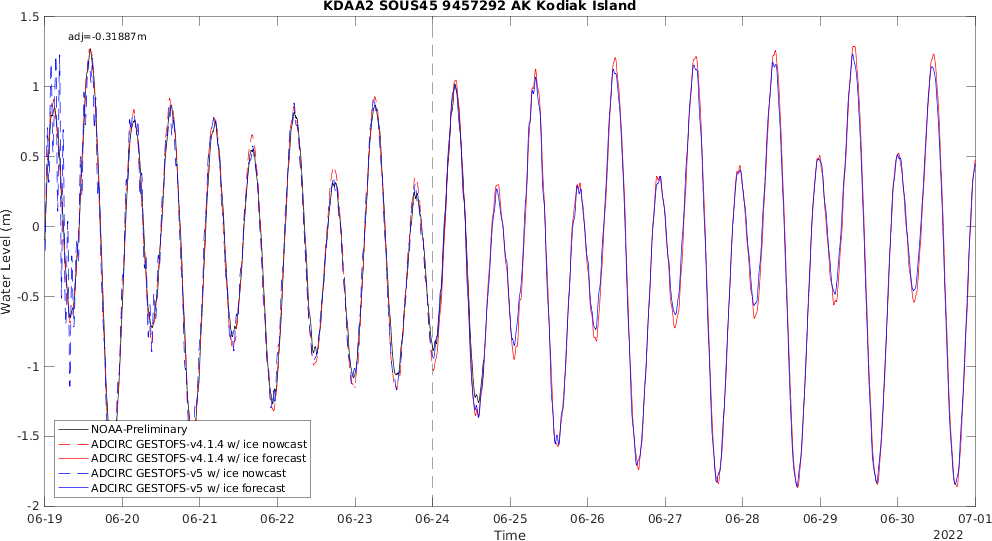 KDAA2 SOUS45 9457292 AK Kodiak Island
adj=-0.31887m
1.5
1
0.5
0
-0.5
-1
-1.5
-2
Water Level (m)
NOAA-Preliminary
ADCIRC GESTOFS-v4.1.4 w/ ice nowcast
ADCIRC GESTOFS-v4.1.4 w/ ice forecast
ADCIRC GESTOFS-v5 w/ ice nowcast
ADCIRC GESTOFS-v5 w/ ice forecast
06-19 06-20 06-21 06-22 06-23 06-24 06-25 06-26 06-27 06-28 06-29 06-30 07-01
Time
2022